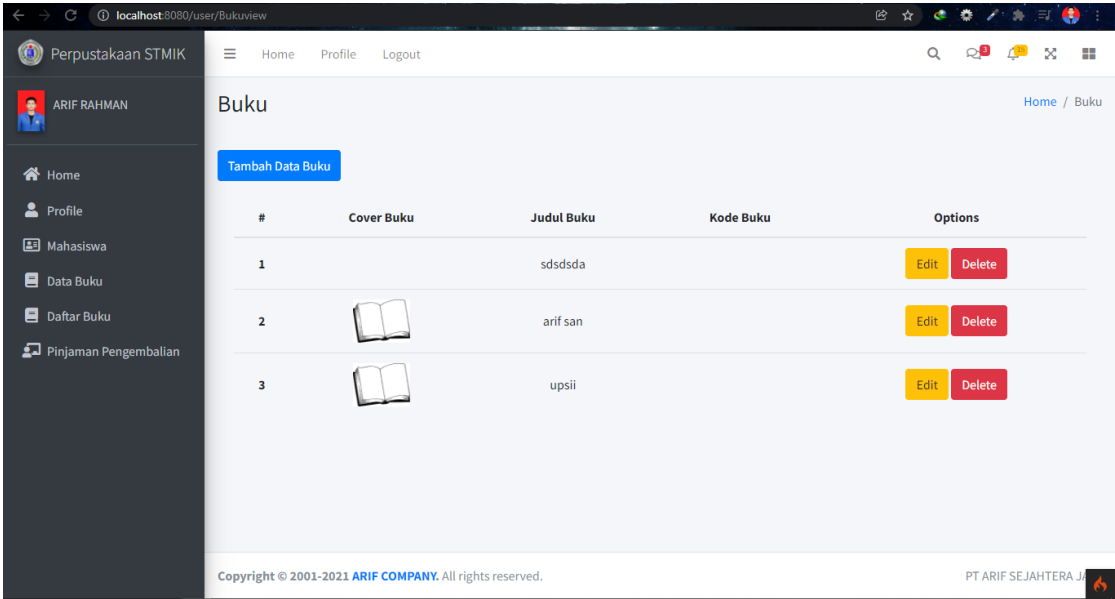 localhost:8080/user/Bukuview
Perpustakaan STMIK
Home Profile Logout
3 15
ARIF RAHMAN
Buku
Home / Buku
Home
Profile
Mahasiswa
Data Buku
Daftar Buku
Pinjaman Pengembalian
Tambah Data Buku
# Cover Buku Judul Buku Kode Buku Options
1 sdsdsda Edit Delete
2 arif san Edit Delete
3 upsii Edit Delete
Copyright © 2001-2021 ARIF COMPANY. All rights reserved.
PT ARIF SEJAHTERA